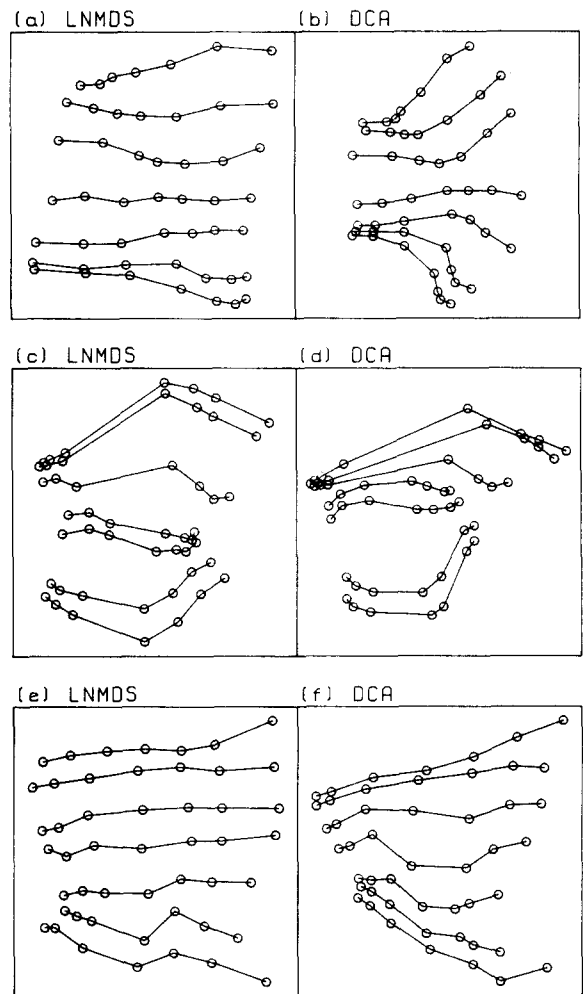 (a) LNMDS
(b) DCA
(c) LNMDS
(d) DCA
(e) LNMDS
(f) DCA